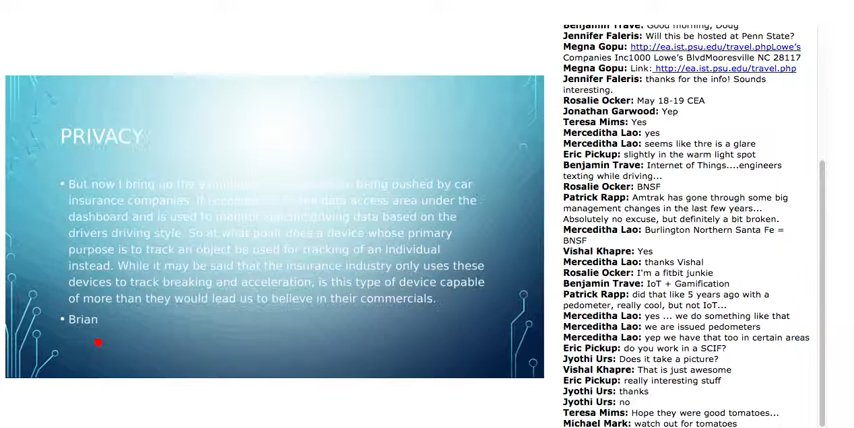 PRIVACY
• But now I bring up the being pushed by car
insurance companies. If data access area under the
dashboard and is used to monitor driving data based on the
drivers driving style. So at what point does a device whose primary
purpose is to track an object be used for tracking of an individual
instead. While it may be said that the insurance industry only uses these
devices to track breaking and acceleration, is this type of device capable
of more than they would lead us to believe in their commercials.
• Brian
Benjamin Trave: Good morning, Doug
Jennifer Faleris: Will this be hosted at Penn State?
Megna Gopu: http://ea.ist.psu.edu/travel.phpLowe's
Companies Inc1000 Lowe's BlvdMooresville NC 28117
Megna Gopu: Link: http://ea.ist.psu.edu/travel.php
Jennifer Faleris: thanks for the info! Sounds
interesting.
Rosalie Ocker: May 18-19 CEA
Jonathan Garwood: Yep
Teresa Mims: Yes
Merceditha Lao: yes
Merceditha Lao: seems like thre is a glare
Eric Pickup: slightly in the warm light spot
Benjamin Trave: Internet of Things....engineers
texting while driving...
Rosalie Ocker: BNSF
Patrick Rapp: Amtrak has gone through some big
management changes in the last few years...
Absolutely no excuse, but definitely a bit broken.
Merceditha Lao: Burlington Northern Santa Fe =
BNSF
Vishal Khapre: Yes
Merceditha Lao: thanks Vishal
Rosalie Ocker: I'm a fitbit junkie
Benjamin Trave: IoT + Gamification
Patrick Rapp: did that like 5 years ago with a
pedometer, really cool, but not IoT...
Merceditha Lao: yes ... we do something like that
Merceditha Lao: we are issued pedometers
Merceditha Lao: yep we have that too in certain areas
Eric Pickup: do you work in a SCIF?
Jyothi Urs: Does it take a picture?
Vishal Khapre: That is just awesome
Eric Pickup: really interesting stuff
Jyothi Urs: thanks
Jyothi Urs: no
Teresa Mims: Hope they were good tomatoes...
Michael Mark: watch out for tomatoes